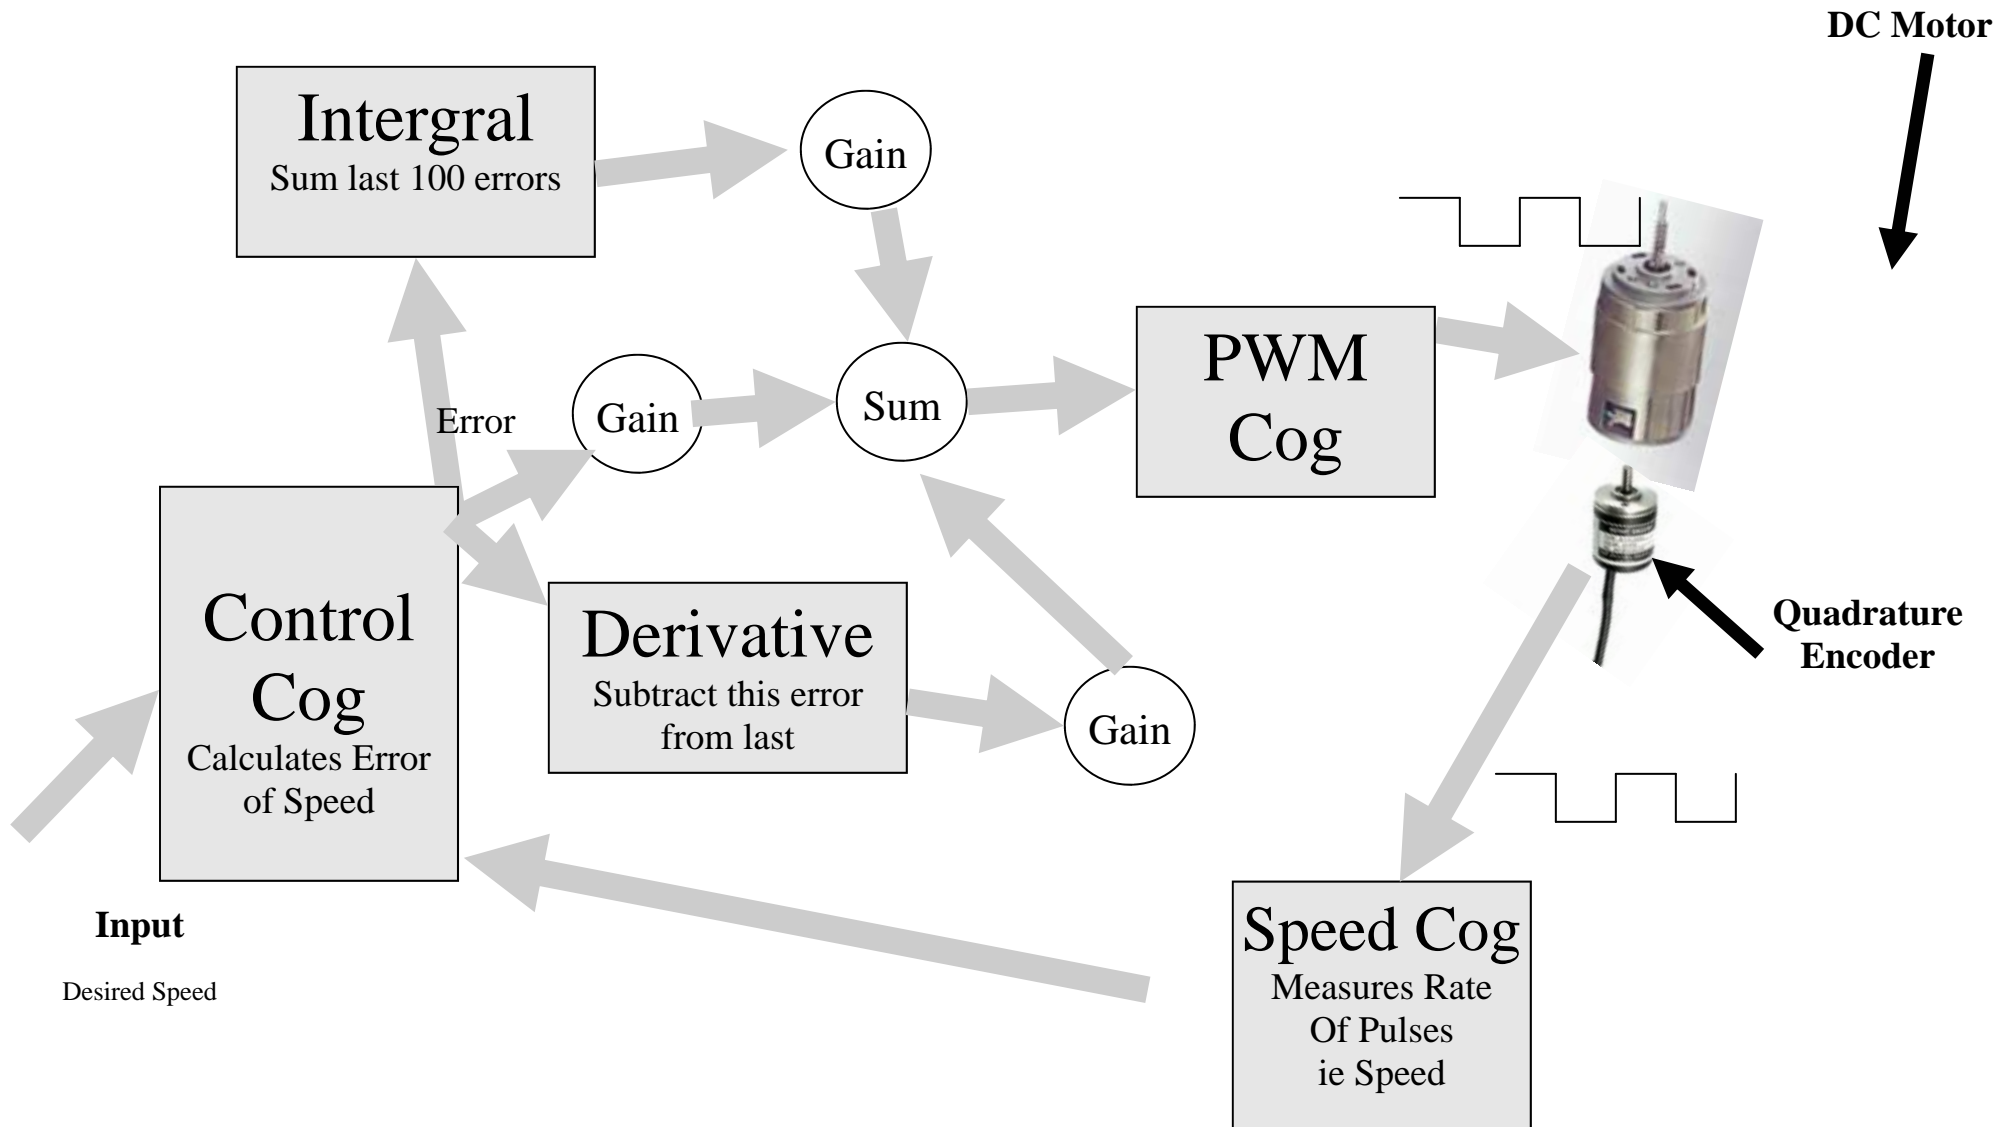 DC Motor
Intergral
Sum last 100 errors
Gain
Error
Gain
Sum
PWM
Cog
Control
Cog
Calculates Error
of Speed
Derivative
Subtract this error
from last
Gain
Quadrature
Encoder
Input
Desired Speed
Speed Cog
Measures Rate
Of Pulses
ie Speed